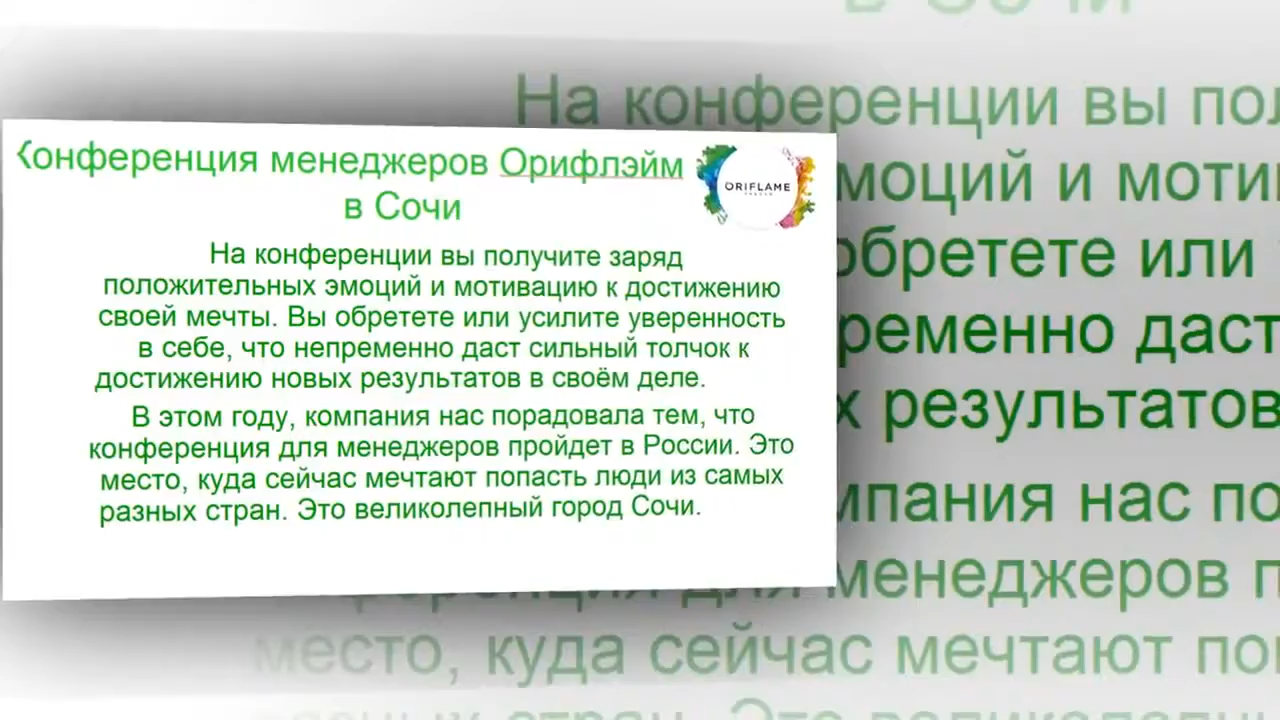 Конференция менеджеров Орифлэйм
в Сочи
ORIFLAME
На конференции вы получите заряд
положительных эмоций и мотивацию к достижению
своей мечты. Вы обретете или усилите уверенность
в себе, что непременно даст сильный толчок к
достижению новых результатов в своём деле.
В этом году, компания нас порадовала тем, что
конференция для менеджеров пройдет в России. Это
место, куда сейчас мечтают попасть люди из самых
разных стран. Это великолепный город Сочи.
в Сочи
На конференции вы пол
моций и моти
обретете или
ременно даст
х результатов
мпания нас по
менеджеров п
место, куда сейчас мечтают по